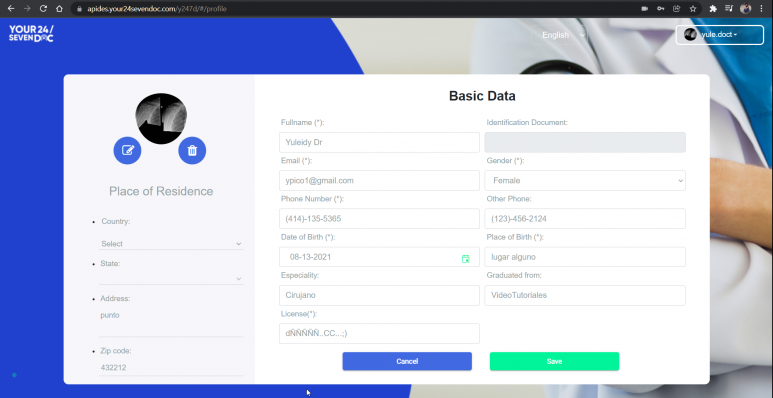 apides.your24sevendoc.com/y247d/#/profile
YOUR 24/
SEVEN DOC
English
yule.doct
Basic Data
Place of Residence
Country:
Select
State:
Address:
punto
Zip code:
432212
Fullname (*):
Identification Document:
Yuleidy Dr
Email (*):
Gender (*):
ypico1@gmail.com
Female
Phone Number (*):
Other Phone:
(414)-135-5365
(123)-456-2124
Date of Birth (*):
Place of Birth (*):
08-13-2021
lugar alguno
Especiality:
Graduated from:
Cirujano
VideoTutoriales
License(*):
dÑÑÑÑÑ..CC...;)
Cancel
Save